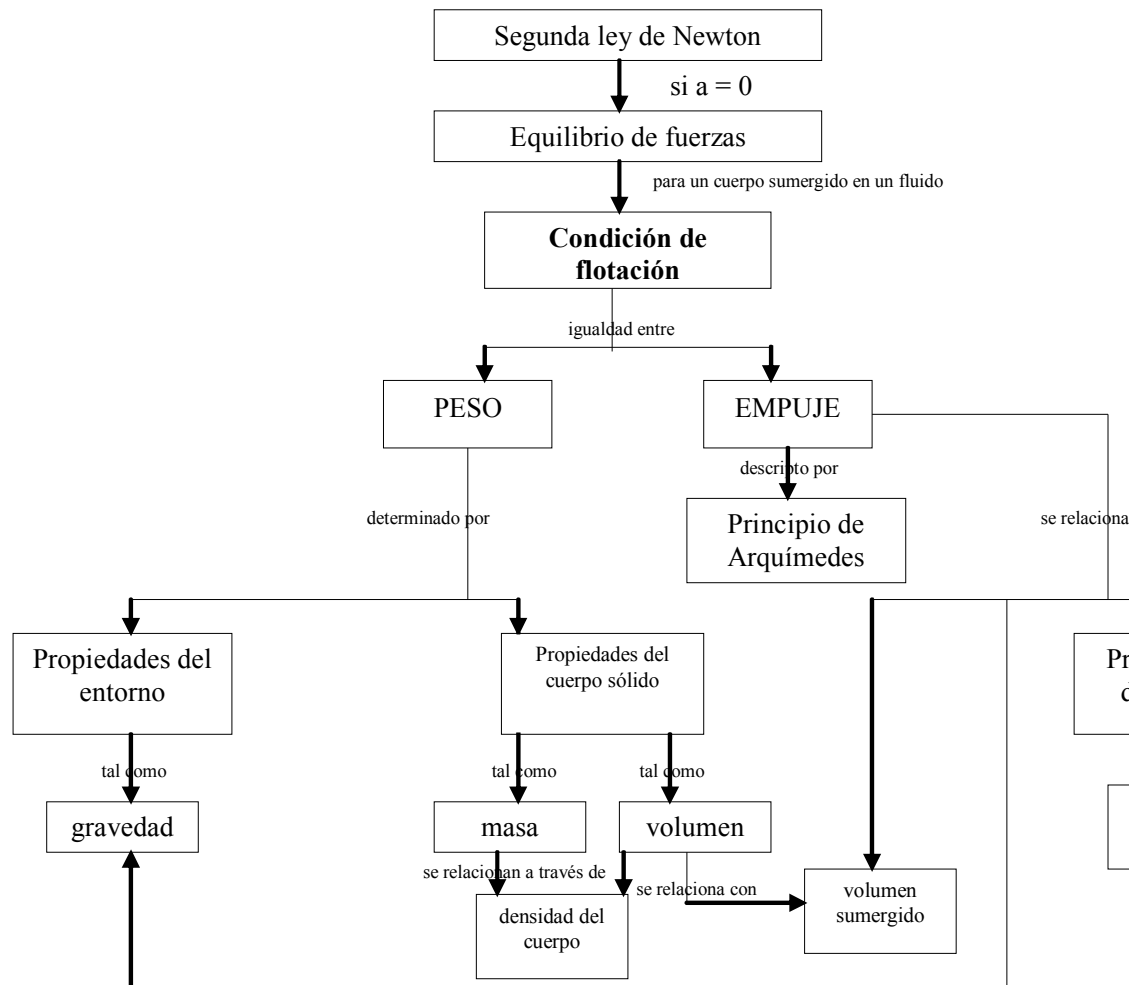 Segunda ley de Newton
si a = 0
Equilibrio de fuerzas
para un cuerpo sumergido en un fluido
Condición de
flotación
igualdad entre
PESO
EMPUJE
descripto por
determinado por
Principio de
Arquímedes
se relaciona
Propiedades del
entorno
Propiedades del
cuerpo sólido
Pr
d
tal como
tal como
tal como
gravedad
masa
volumen
se relacionan a través de
se relaciona con
densidad del
cuerpo
volumen
sumergido